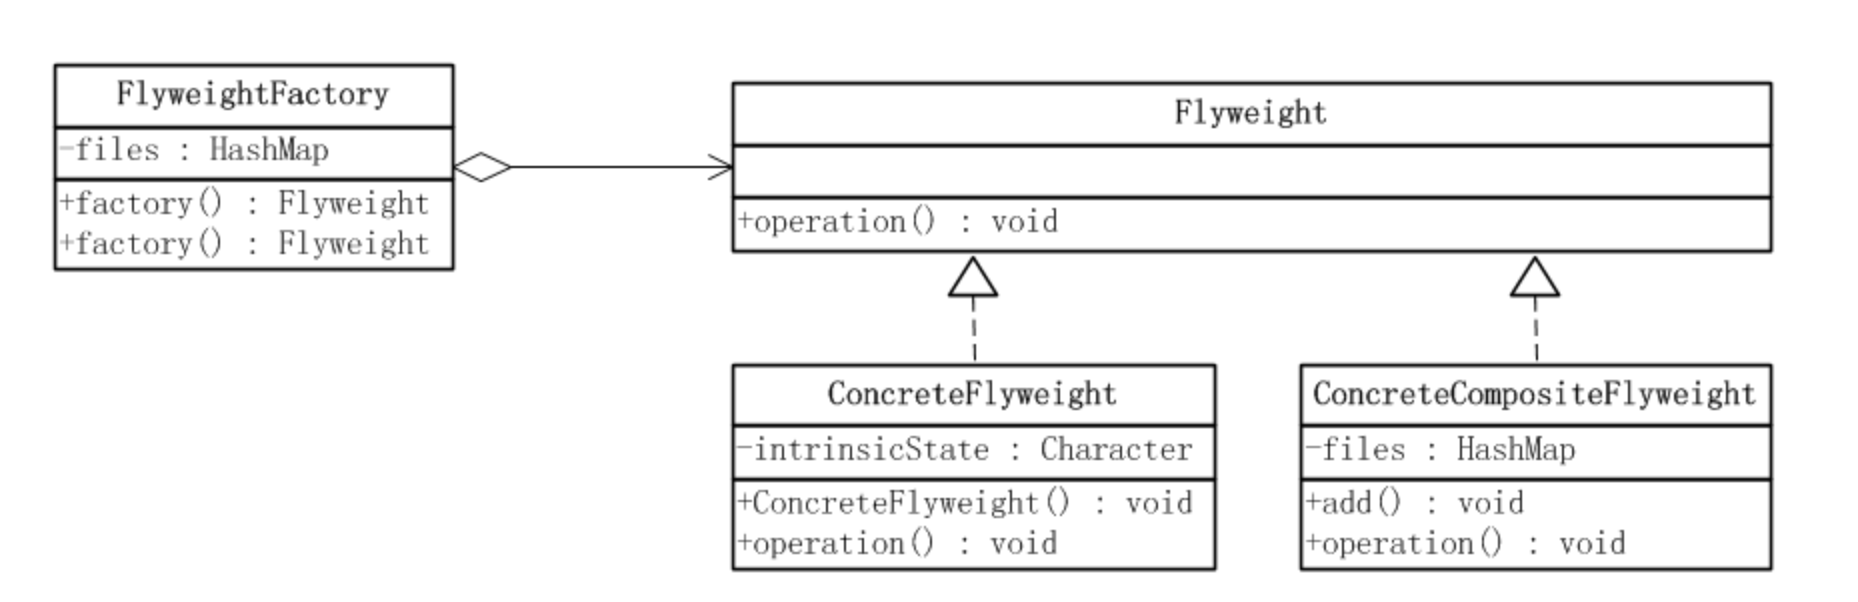 FlyweightFactory
-files : HashMap
+factory() : Flyweight
+factory() : Flyweight
Flyweight
+operation() : void
ConcreteFlyweight
-intrinsicState : Character
+ConcreteFlyweight() : void
+operation() : void
ConcreteCompositeFlyweight
-files : HashMap
+add() : void
+operation() : void